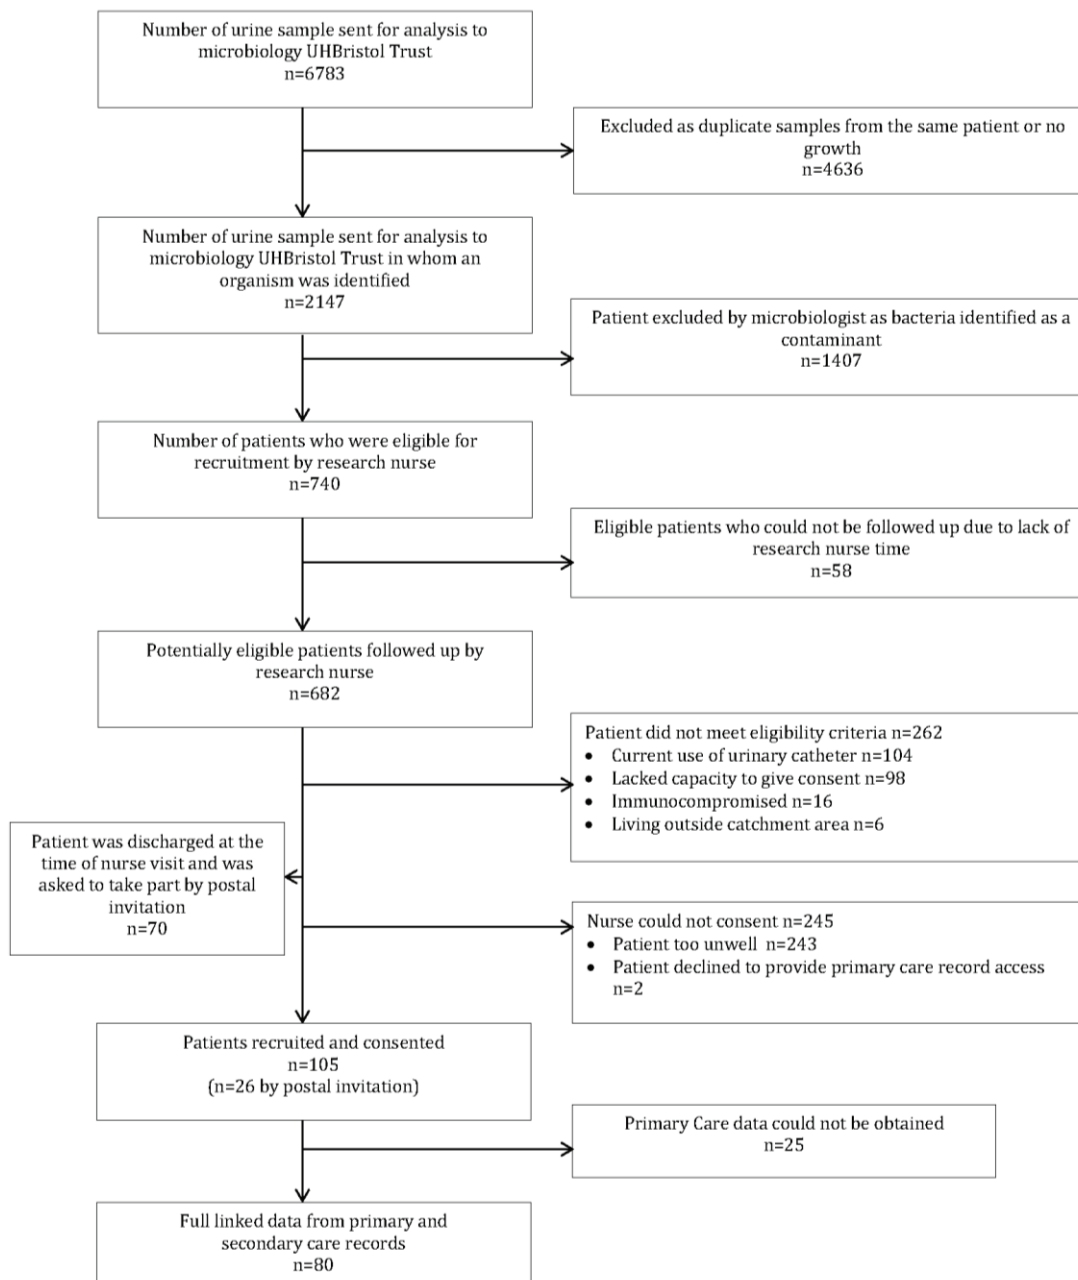 Number of urine sample sent for analysis to
microbiology UHBristol Trust
n=6783
Excluded as duplicate samples from the same patient or no
growth
n=4636
Number of urine sample sent for analysis to
microbiology UHBristol Trust in whom an
organism was identified
n=2147
Patient excluded by microbiologist as bacteria identified as a
contaminant
n=1407
Number of patients who were eligible for
recruitment by research nurse
n=740
Eligible patients who could not be followed up due to lack of
research nurse time
n=58
Potentially eligible patients followed up by
research nurse
n=682
Patient did not meet eligibility criteria n=262
• Current use of urinary catheter n=104
• Lacked capacity to give consent n=98
• Immunocompromised n=16
• Living outside catchment area n=6
Patient was discharged at the
time of nurse visit and was
asked to take part by postal
invitation
n=70
Nurse could not consent n=245
• Patient too unwell n=243
• Patient declined to provide primary care record access
n=2
Patients recruited and consented
n=105
(n=26 by postal invitation)
Primary Care data could not be obtained
n=25
Full linked data from primary and
secondary care records
n=80